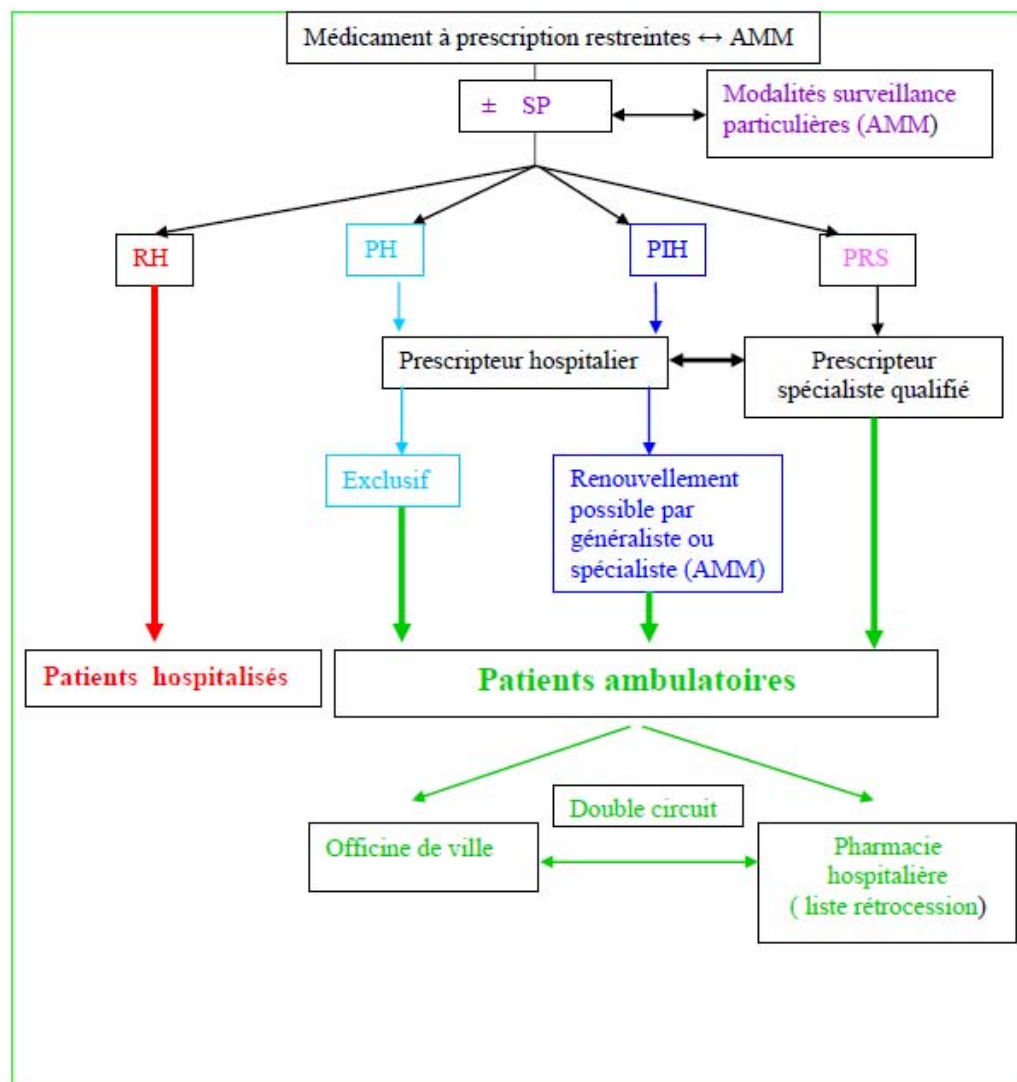 Médicament à prescription restreintes ↔ AMM
± SP
Modalités surveillance
particulières (AMM)
RH
PH
PIH
PRS
Prescripteur hospitalier
Prescripteur
spécialiste qualifié
Exclusif
Renouvellement
possible par
généraliste ou
spécialiste (AMM)
Patients hospitalisés
Patients ambulatoires
Double circuit
Officine de ville
Pharmacie
hospitalière
( liste rétrocession)